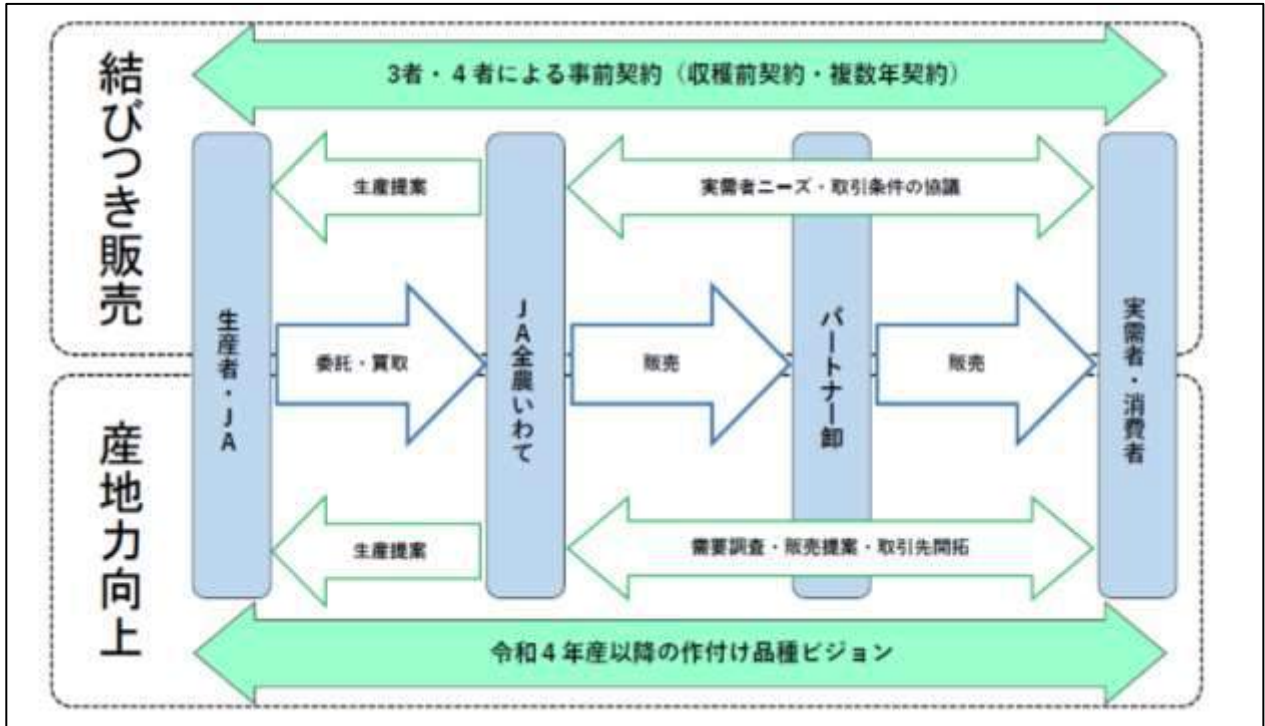 結びつき販売
3者・4者による事前契約(収穫前契約・複数年契約)
生産提案
実需者ニーズ・取引条件の協議
生産者・JA
委託・買取
JA全農いわて
販売
パートナー卸
販売
実需者・消費者
産地力向上
生産提案
需要調査・販売提案・取引先開拓
令和4年産以降の作付け品種ビジョン